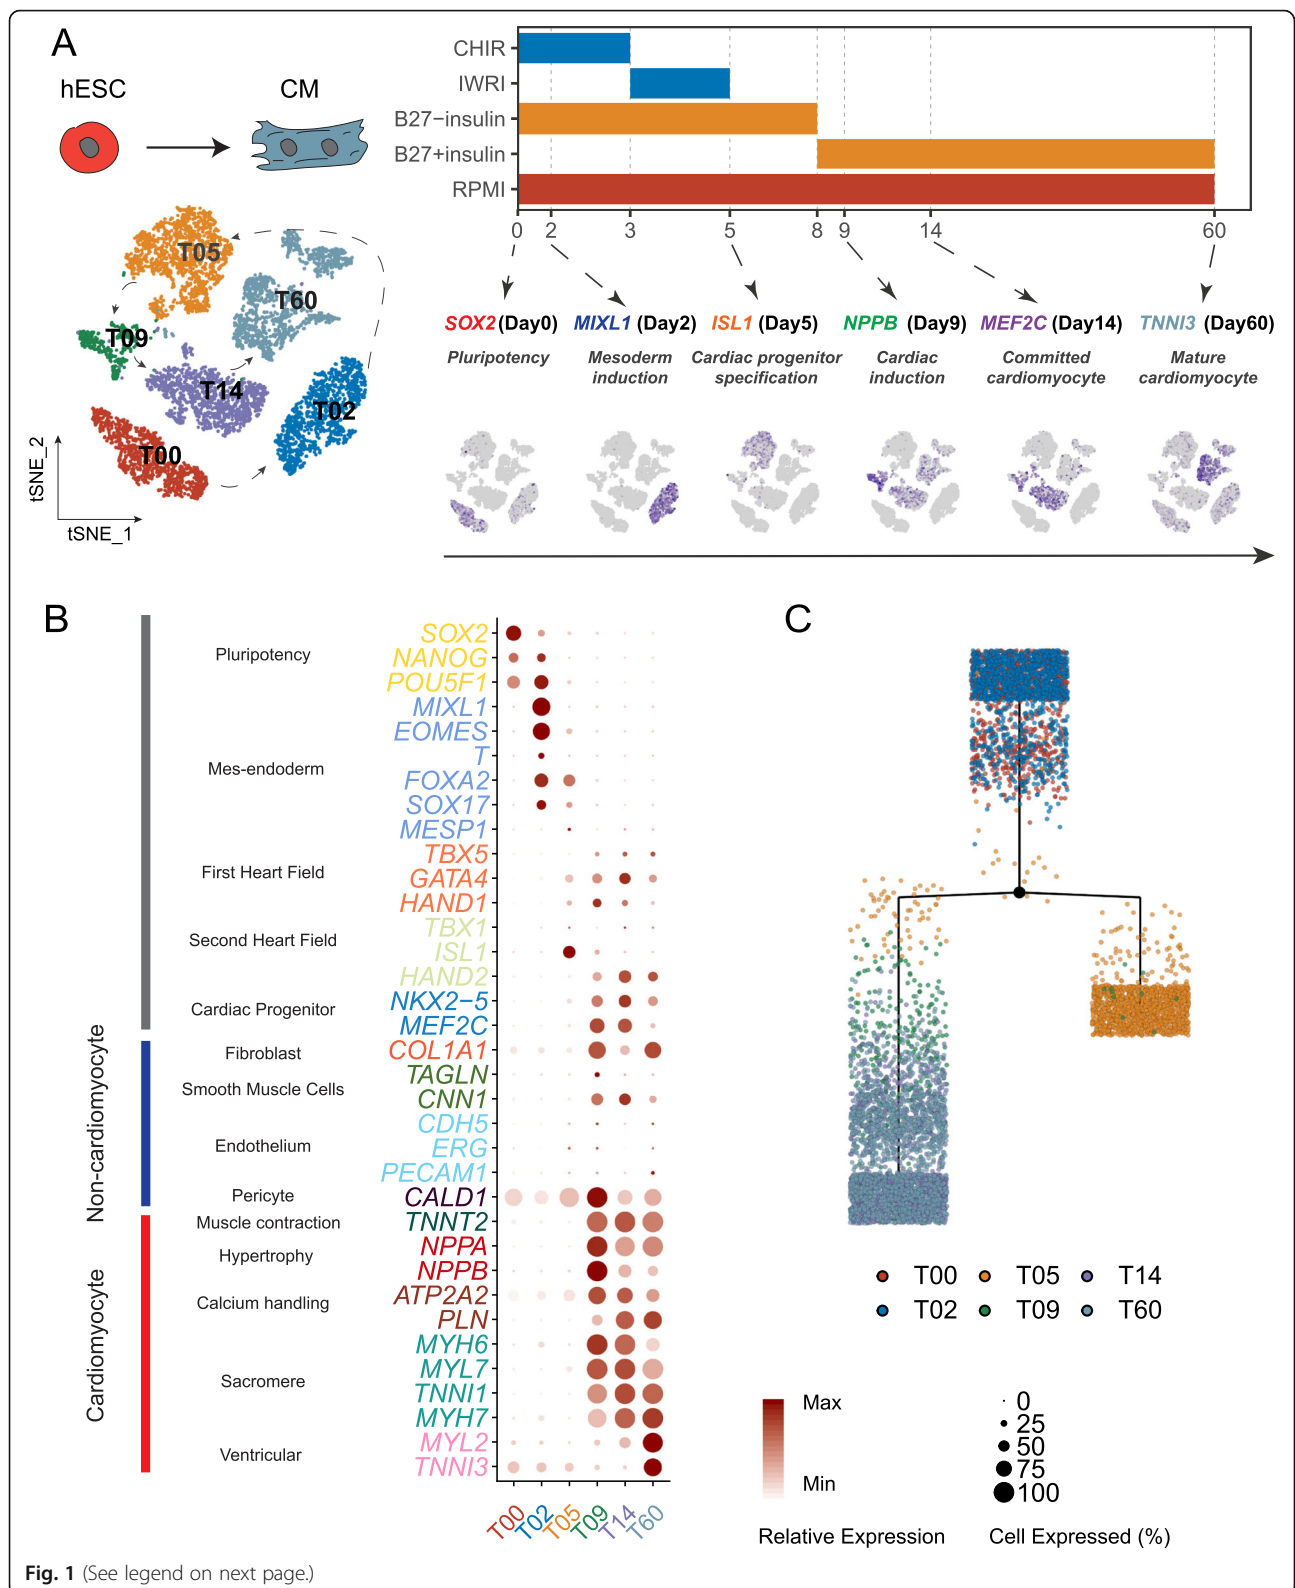 A
hESC
CM
CHIR
IWRI
B27−insulin
B27+insulin
RPMI
0 2 3 5 8 9 14 60
T05
T60
T09
T14
T02
T00
tSNE_2
tSNE_1
SOX2 (Day0) MIXL1 (Day2) ISL1 (Day5) NPPB (Day9) MEF2C (Day14) TNNI3 (Day60)
Pluripotency
Mesoderm
induction
Cardiac progenitor
specification
Cardiac
induction
Committed
cardiomyocyte
Mature
cardiomyocyte
B
Non-cardiomyocyte
Cardiomyocyte
Pluripotency
Mes-endoderm
First Heart Field
Second Heart Field
Cardiac Progenitor
Fibroblast
Smooth Muscle Cells
Endothelium
Pericyte
Muscle contraction
Hypertrophy
Calcium handling
Sacromere
Ventricular
SOX2
NANOG
POU5F1
MIXL1
EOMES
T
FOXA2
SOX17
MESP1
TBX5
GATA4
HAND1
TBX1
ISL1
HAND2
NKX2−5
MEF2C
COL1A1
TAGLN
CNN1
CDH5
ERG
PECAM1
CALD1
TNNT2
NPPA
NPPB
ATP2A2
PLN
MYH6
MYL7
TNNI1
MYH7
MYL2
TNNI3
T00 T02 T05 T09 T14 T60
C
T00 T05 T14
T02 T09 T60
Max
Min
Relative Expression
0
25
50
75
100
Cell Expressed (%)
Fig. 1 (See legend on next page.)